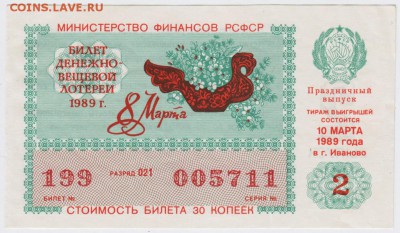 COINS.LAVE.RU
МИНИСТЕРСТВО ФИНАНСОВ РСФСР
БИЛЕТ
ДЕНЕЖНО-
ВЕЩЕВОЙ
ЛОТЕРЕИ
1989 г.
8 Марта
Праздничный
выпуск
ТИРАЖ ВЫИГРЫШЕЙ
СОСТОИТСЯ
10 МАРТА
1989 года
в г. Иваново
199 РАЗРЯД 021 005711
БИЛЕТ № СЕРИЯ №
2
СТОИМОСТЬ БИЛЕТА 30 КОПЕЕК